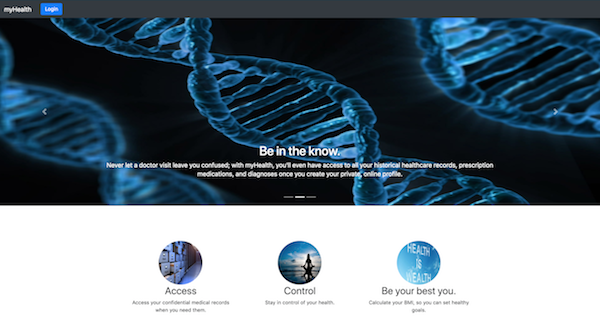 myHealth
Login
Be in the know.
Never let a doctor visit leave you confused; with myHealth, you'll even have access to all your historical healthcare records, prescription
medications, and diagnoses once you create your private, online profile.
HEALTH
IS
WEALTH
Access
Control
Be your best you.
Access your confidential medical records
when you need them.
Stay in control of your health.
Calculate your BMI, so you can set healthy
goals.